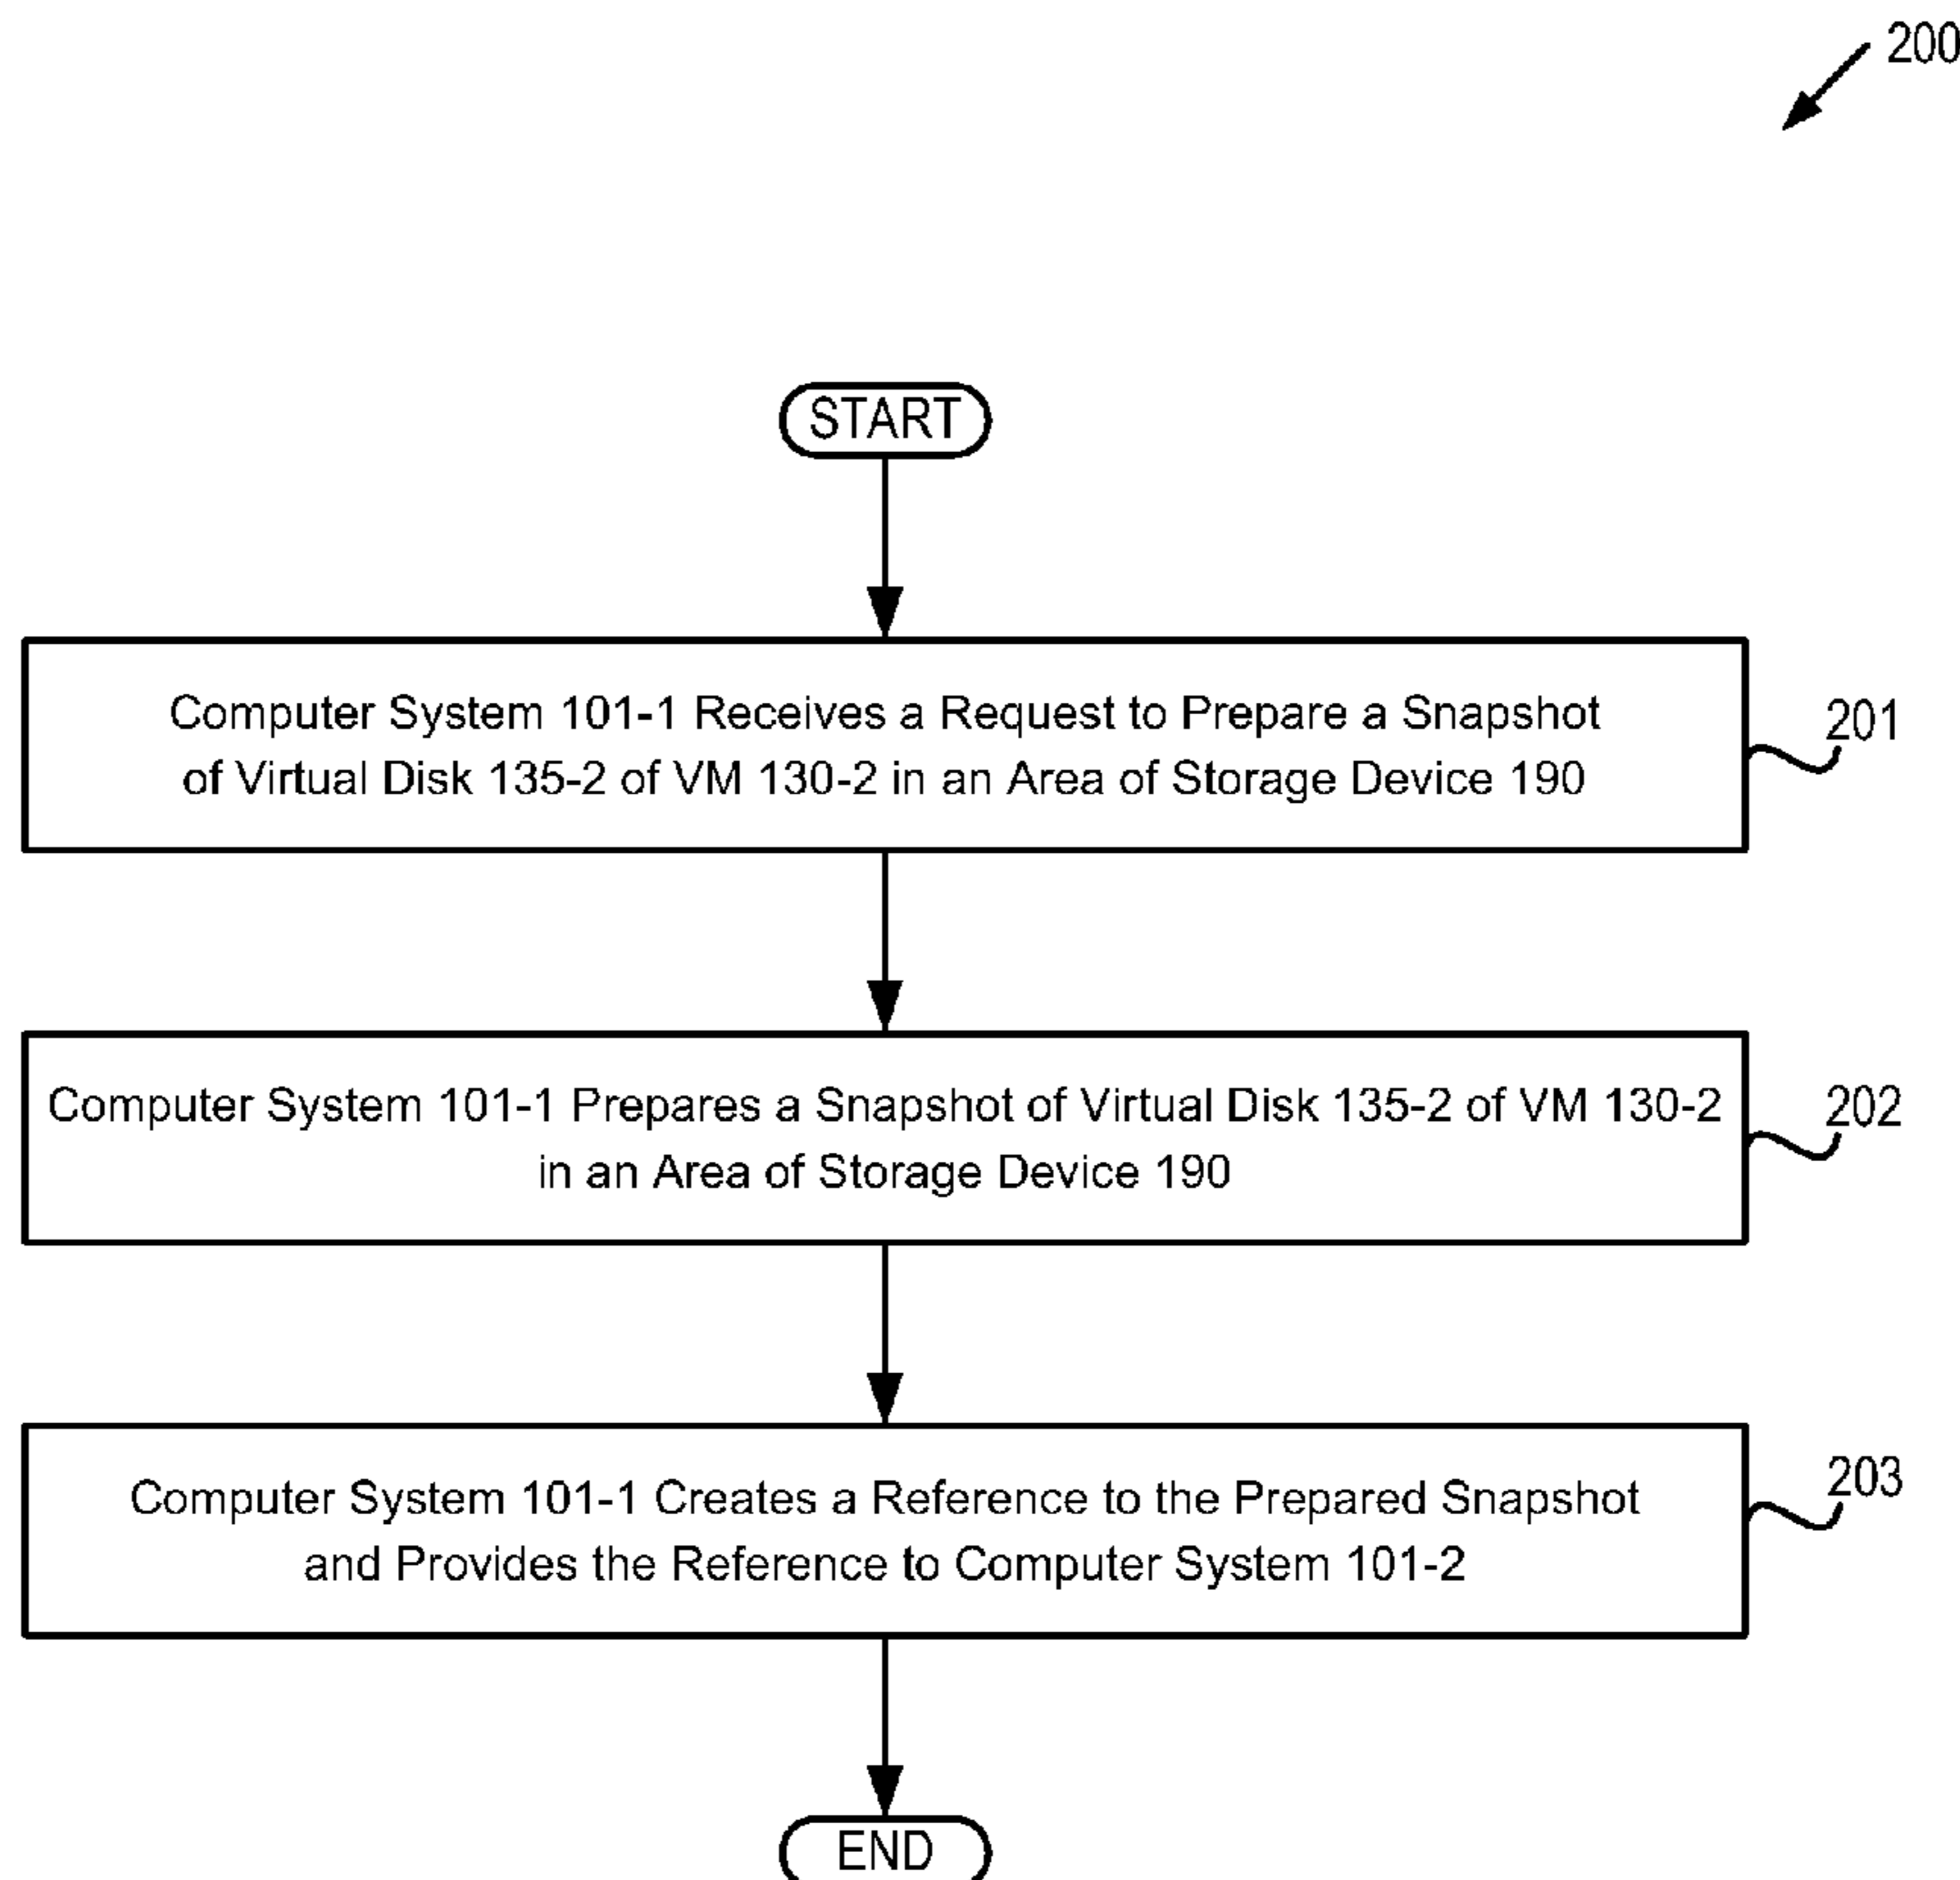 200
START
Computer System 101-1 Receives a Request to Prepare a Snapshot
of Virtual Disk 135-2 of VM 130-2 in an Area of Storage Device 190
201
Computer System 101-1 Prepares a Snapshot of Virtual Disk 135-2 of VM 130-2
in an Area of Storage Device 190
202
Computer System 101-1 Creates a Reference to the Prepared Snapshot
and Provides the Reference to Computer System 101-2
203
END